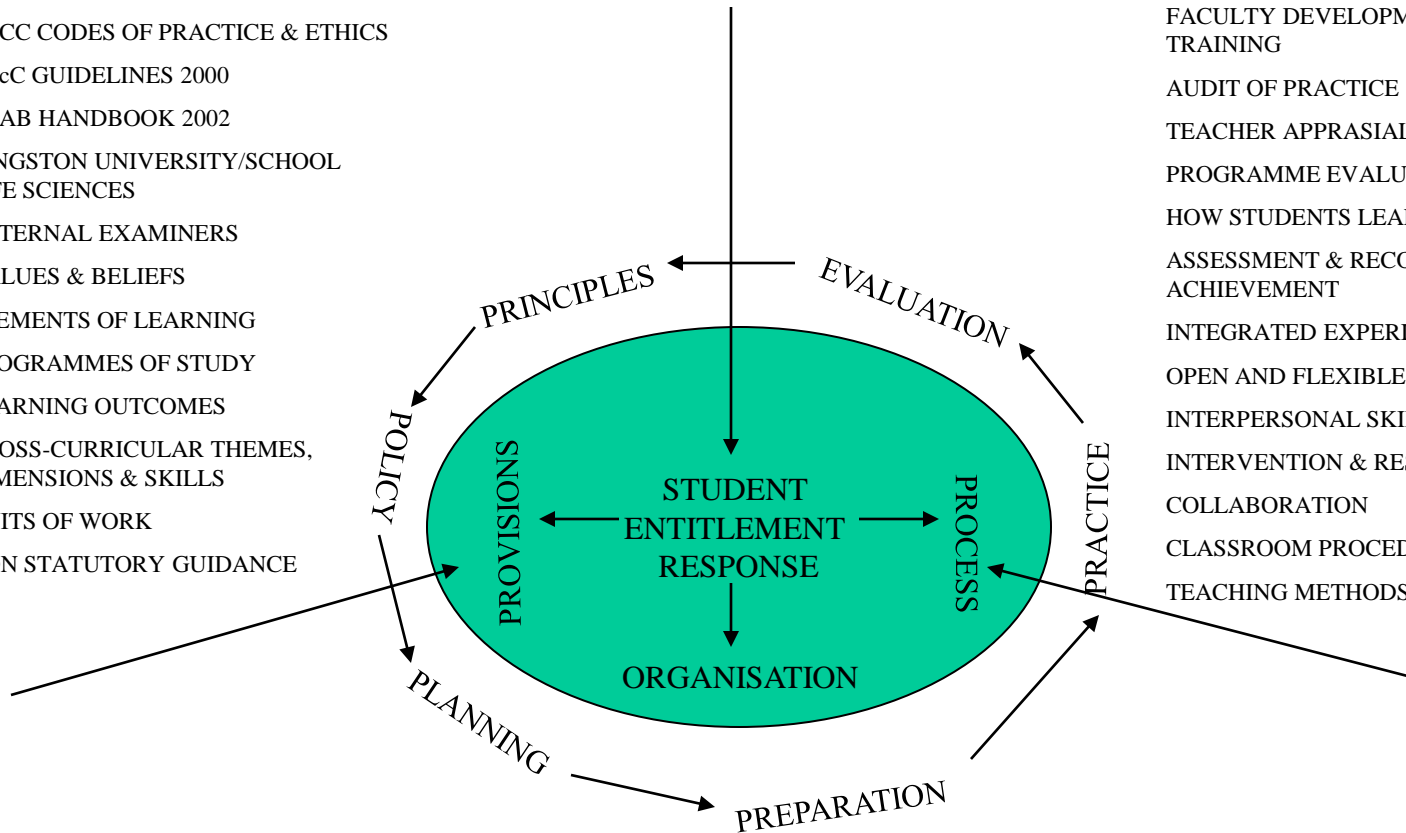 CC CODES OF PRACTICE & ETHICS
cC GUIDELINES 2000
AB HANDBOOK 2002
NGSTON UNIVERSITY/SCHOOL
FE SCIENCES
TERNAL EXAMINERS
LUES & BELIEFS
EMENTS OF LEARNING
OGRAMMES OF STUDY
ARNING OUTCOMES
OSS-CURRICULAR THEMES,
MENSIONS & SKILLS
ITS OF WORK
N STATUTORY GUIDANCE
PRINCIPLES
EVALUATION
POLICY
PROVISIONS
STUDENT
ENTITLEMENT
RESPONSE
PROCESS
PRACTICE
ORGANISATION
PLANNING
PREPARATION
FACULTY DEVELOPM
TRAINING
AUDIT OF PRACTICE
TEACHER APPRASIAL
PROGRAMME EVALU
HOW STUDENTS LEA
ASSESSMENT & RECO
ACHIEVEMENT
INTEGRATED EXPERI
OPEN AND FLEXIBLE
INTERPERSONAL SKI
INTERVENTION & RES
COLLABORATION
CLASSROOM PROCED
TEACHING METHODS